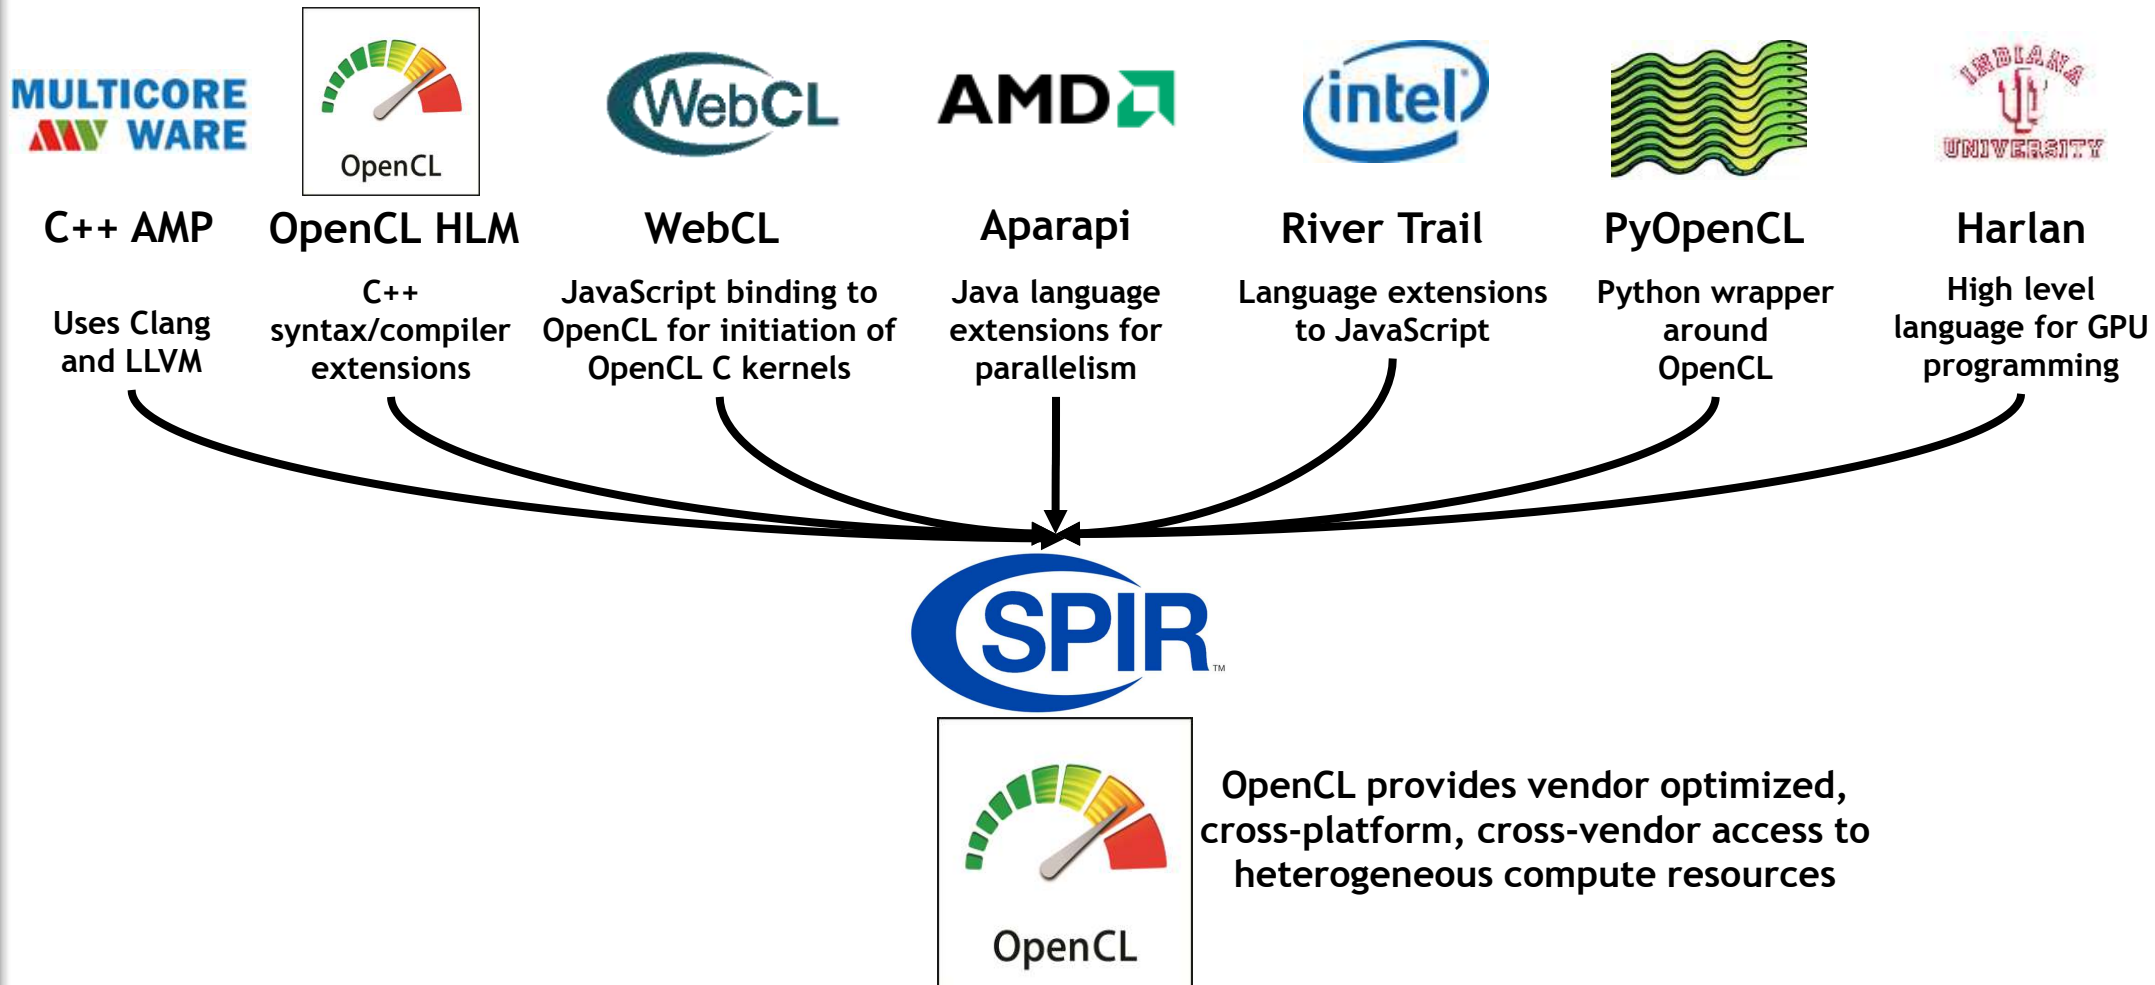 MULTICORE
WARE
OpenCL
WebCL
AMD
intel
INDIANA
UNIVERSITY
C++ AMP
Uses Clang
and LLVM
OpenCL HLM
C++
syntax/compiler
extensions
WebCL
JavaScript binding to
OpenCL for initiation of
OpenCL C kernels
Aparapi
Java language
extensions for
parallelism
River Trail
Language extensions
to JavaScript
PyOpenCL
Python wrapper
around
OpenCL
Harlan
High level
language for GPU
programming
SPIR™
OpenCL provides vendor optimized,
cross-platform, cross-vendor access to
heterogeneous compute resources
OpenCL